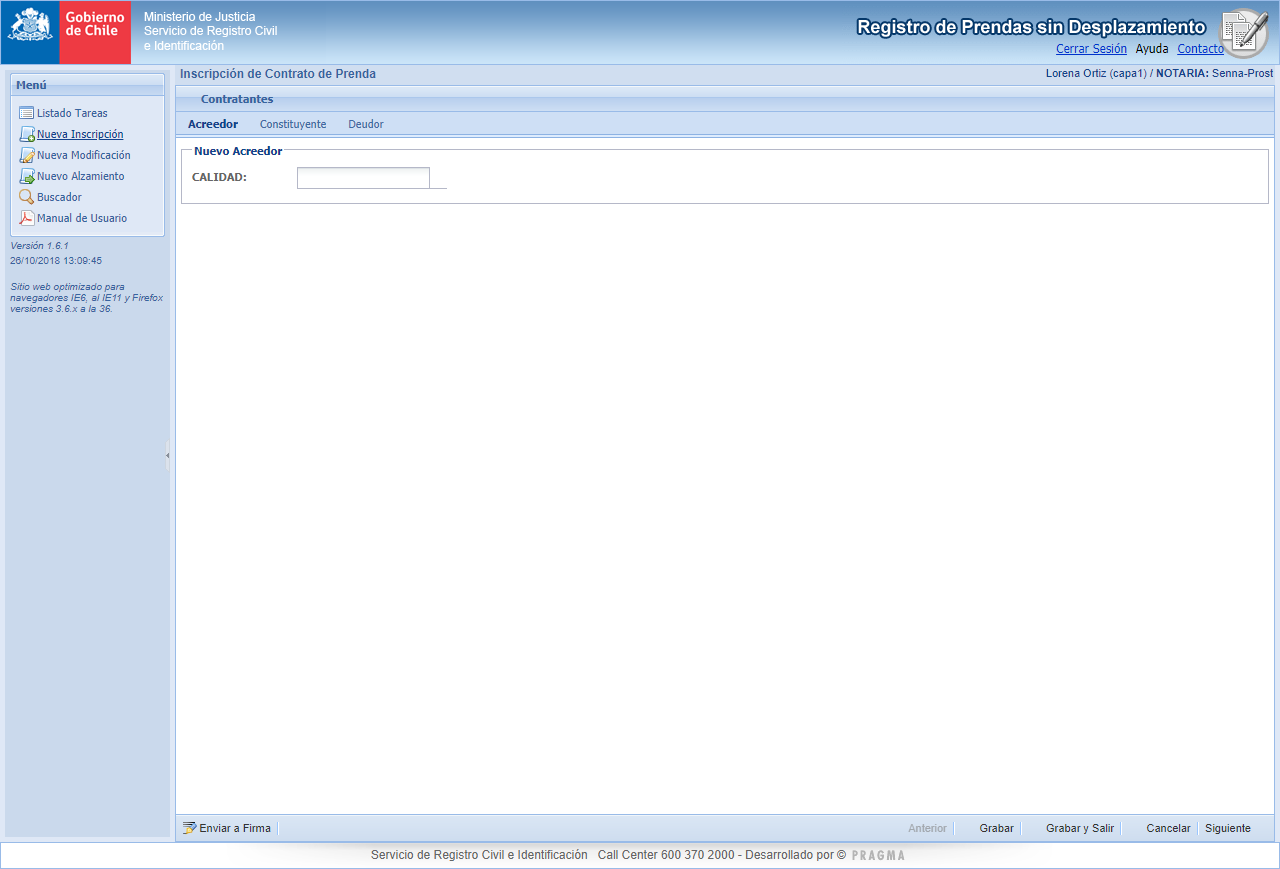 Gobierno
de Chile
Ministerio de Justicia
Servicio de Registro Civil
e Identificación
Registro de Prendas sin Desplazamiento
Cerrar Sesión Ayuda Contacto
Menú
Listado Tareas
Nueva Inscripción
Nueva Modificación
Nuevo Alzamiento
Buscador
Manual de Usuario
Versión 1.6.1
26/10/2018 13:09:45
Sitio web optimizado para
navegadores IE6, al IE11 y Firefox
versiones 3.6.x a la 36.
Inscripción de Contrato de Prenda
Lorena Ortiz (capa1) / NOTARIA: Senna-Prost
Contratantes
Acreedor Constituyente Deudor
Nuevo Acreedor
CALIDAD:
Enviar a Firma
Anterior Grabar Grabar y Salir Cancelar Siguiente
Servicio de Registro Civil e Identificación Call Center 600 370 2000 - Desarrollado por © PRAGMA